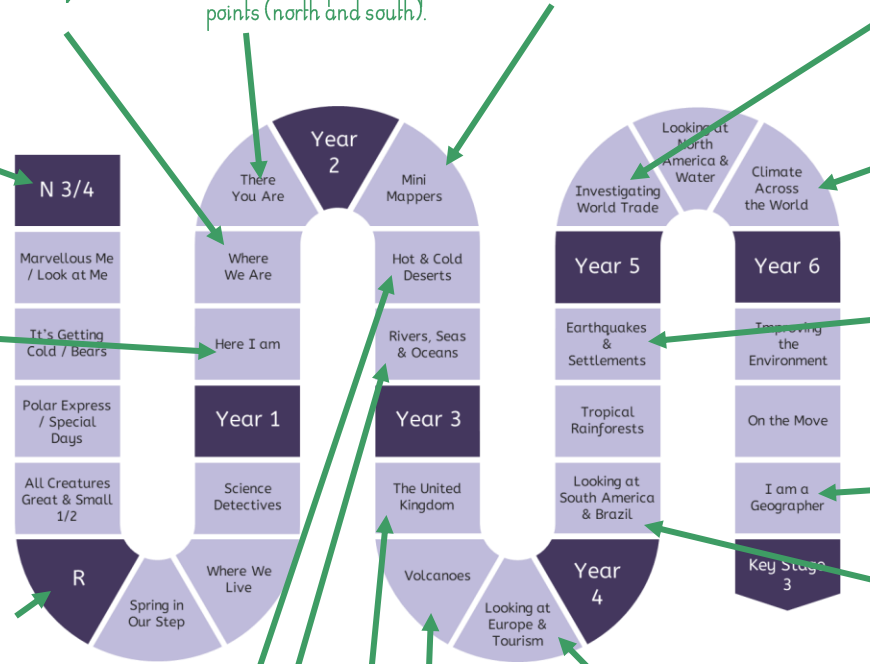 points (north and south).
N 3/4
Marvellous Me
/ Look at Me
It's Getting
Cold / Bears
Polar Express
/ Special
Days
All Creatures
Great & Small
1/2
R
Spring in
Our Step
Where We
Live
Science
Detectives
Year 1
Here I am
Where
We Are
There
You Are
Year
2
Mini
Mappers
Hot & Cold
Deserts
Rivers, Seas
& Oceans
Year 3
The United
Kingdom
Volcanoes
Looking at
Europe &
Tourism
Year
4
Looking at
South America
& Brazil
Tropical
Rainforests
Earthquakes
&
Settlements
Year 5
Investigating
World Trade
Looking at
North
America &
Water
Climate
Across
the World
Year 6
Improving
the
Environment
On the Move
I am a
Geographer
Key Stage
3